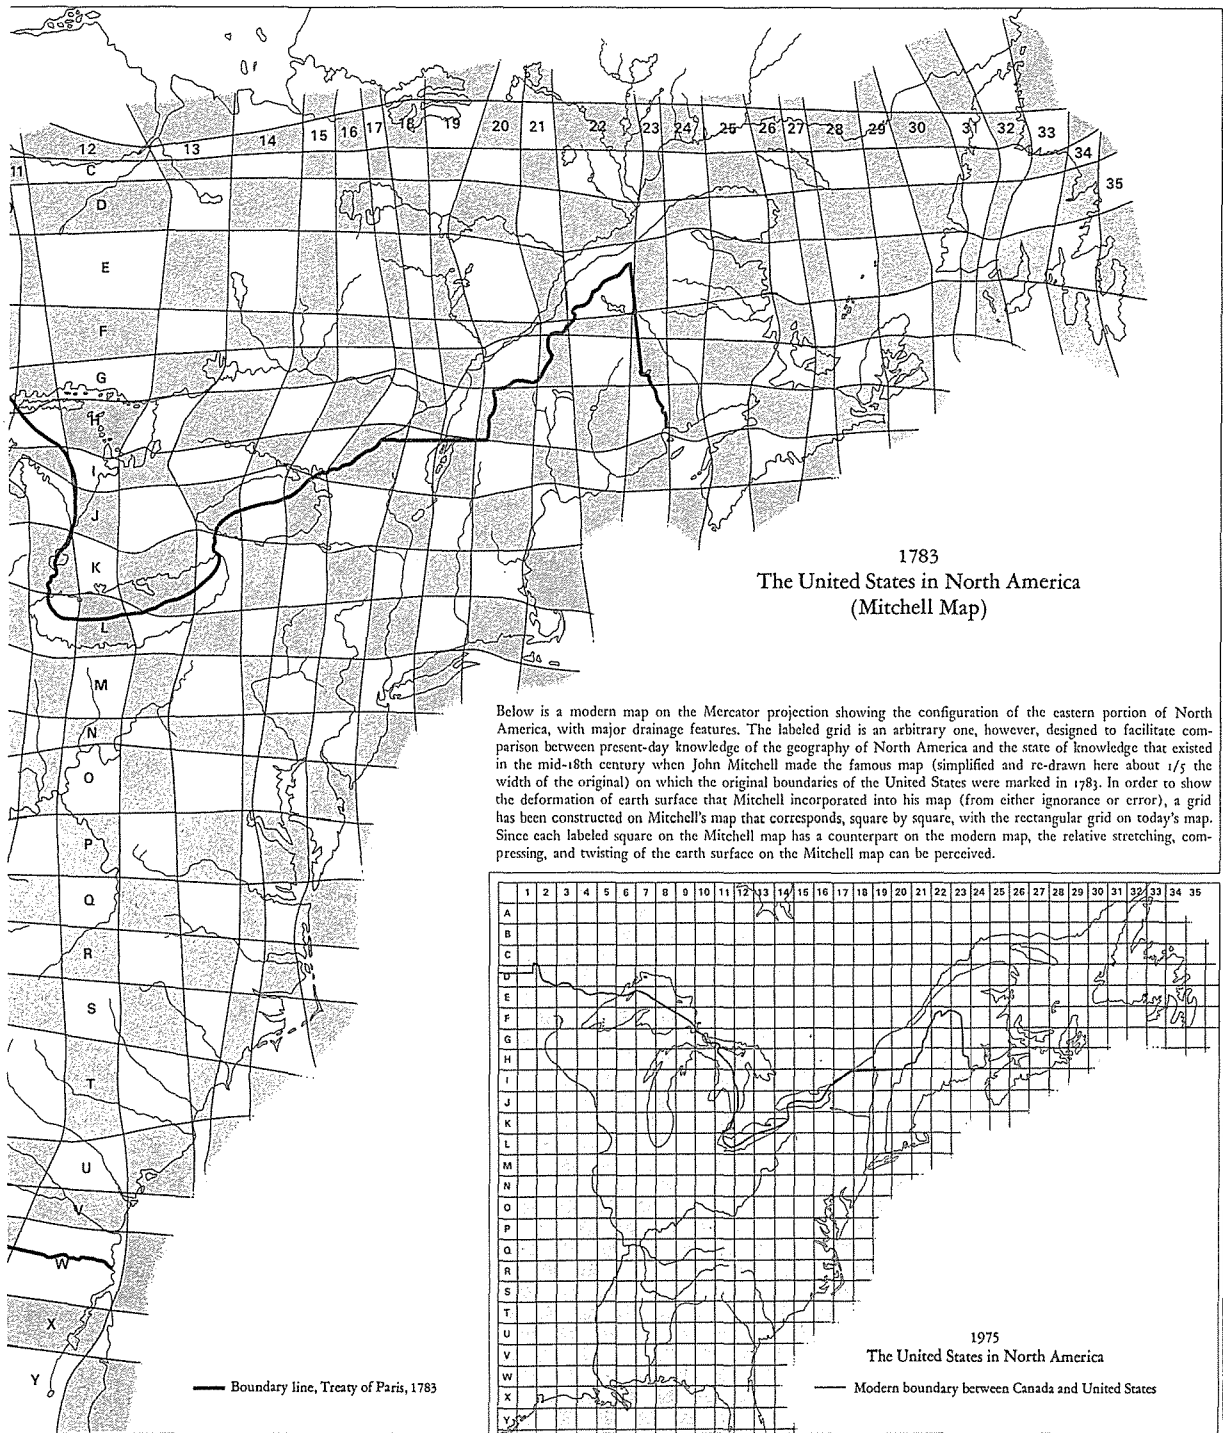 12 13 14 15 16 17 18 19 20 21 22 23 24 25 26 27 28 29 30 31 32 33
34
35
11
C
D
E
F
G
H
I
J
K
L
M
N
O
P
Q
R
S
T
U
V
W
X
Y
1783
The United States in North America
(Mitchell Map)
Below is a modern map on the Mercator projection showing the configuration of the eastern portion of North
America, with major drainage features. The labeled grid is an arbitrary one, however, designed to facilitate com-
parison between present-day knowledge of the geography of North America and the state of knowledge that existed
in the mid-18th century when John Mitchell made the famous map (simplified and re-drawn here about 1/5 the
width of the original) on which the original boundaries of the United States were marked in 1783. In order to show
the deformation of earth surface that Mitchell incorporated into his map (from either ignorance or error), a grid
has been constructed on Mitchell's map that corresponds, square by square, with the rectangular grid on today's map.
Since each labeled square on the Mitchell map has a counterpart on the modern map, the relative stretching, com-
pressing, and twisting of the earth surface on the Mitchell map can be perceived.
Boundary line, Treaty of Paris, 1783
1 2 3 4 5 6 7 8 9 10 11 12 13 14 15 16 17 18 19 20 21 22 23 24 25 26 27 28 29 30 31 32 33 34 35
A
B
C
D
E
F
G
H
I
J
K
L
M
N
O
P
Q
R
S
T
U
V
W
X
Y
1975
The United States in North America
Modern boundary between Canada and United States